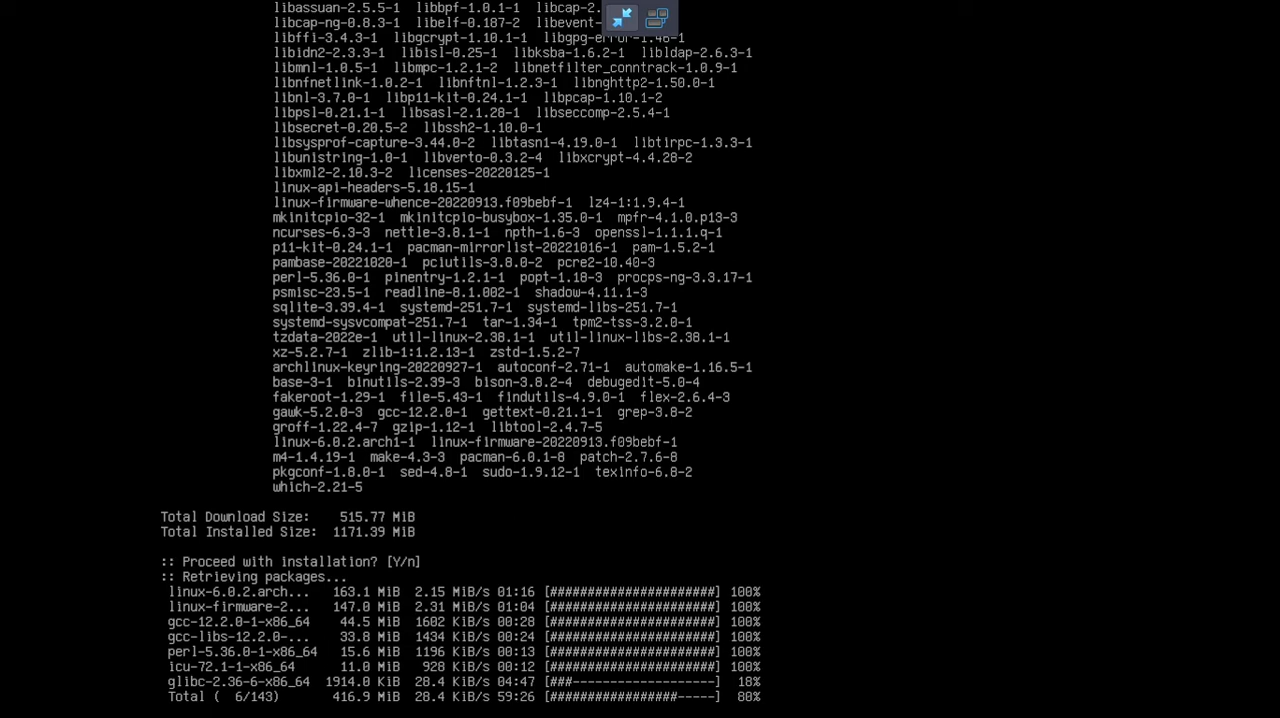 libassuan-2.5.5-1  libbpf-1.0.1-1  libcap-2.
libcap-ng-0.8.3-1  libelf-0.187-2  libevent-
libffi-3.4.3-1  libgcrypt-1.10.1-1  libgpg-error-1.46-1
libidn2-2.3.3-1  libisl-0.25-1  libksba-1.6.2-1  libldap-2.6.3-1
libmnl-1.0.5-1  libmpc-1.2.1-2  libnetfilter_conntrack-1.0.9-1
libnfnetlink-1.0.2-1  libnftnl-1.2.3-1  libnghttp2-1.50.0-1
libnl-3.7.0-1  libp11-kit-0.24.1-1  libpcap-1.10.1-2
libpsl-0.21.1-1  libsasl-2.1.28-1  libseccomp-2.5.4-1
libsecret-0.20.5-2  libssh2-1.10.0-1
libsysprof-capture-3.44.0-2  libtasn1-4.19.0-1  libtirpc-1.3.3-1
libunistring-1.0-1  libverto-0.3.2-4  libxcrypt-4.4.28-2
libxml2-2.10.3-2  licenses-20220125-1
linux-api-headers-5.18.15-1
linux-firmware-whence-20220913.f09bebf-1  lz4-1:1.9.4-1
mkinitcpio-32-1  mkinitcpio-busybox-1.35.0-1  mpfr-4.1.0.p13-3
ncurses-6.3-3  nettle-3.8.1-1  npth-1.6-3  openssl-1.1.1.q-1
p11-kit-0.24.1-1  pacman-mirrorlist-20221016-1  pam-1.5.2-1
pambase-20221020-1  pciutils-3.8.0-2  pcre2-10.40-3
perl-5.36.0-1  pinentry-1.2.1-1  popt-1.18-3  procps-ng-3.3.17-1
psmisc-23.5-1  readline-8.1.002-1  shadow-4.11.1-3
sqlite-3.39.4-1  systemd-251.7-1  systemd-libs-251.7-1
systemd-sysvcompat-251.7-1  tar-1.34-1  tpm2-tss-3.2.0-1
tzdata-2022e-1  util-linux-2.38.1-1  util-linux-libs-2.38.1-1
xz-5.2.7-1  zlib-1:1.2.13-1  zstd-1.5.2-7
archlinux-keyring-20220927-1  autoconf-2.71-1  automake-1.16.5-1
base-3-1  binutils-2.39-3  bison-3.8.2-4  debugedit-5.0-4
fakeroot-1.29-1  file-5.43-1  findutils-4.9.0-1  flex-2.6.4-3
gawk-5.2.0-3  gcc-12.2.0-1  gettext-0.21.1-1  grep-3.8-2
groff-1.22.4-7  gzip-1.12-1  libtool-2.4.7-5
linux-6.0.2.arch1-1  linux-firmware-20220913.f09bebf-1
m4-1.4.19-1  make-4.3-3  pacman-6.0.1-8  patch-2.7.6-8
pkgconf-1.8.0-1  sed-4.8-1  sudo-1.9.12-1  texinfo-6.8-2
which-2.21-5
Total Download Size:    515.77 MiB
Total Installed Size:  1171.39 MiB
:: Proceed with installation? [Y/n]
:: Retrieving packages...
linux-6.0.2.arch...   163.1 MiB  2.15 MiB/s 01:16 [######################] 100%
linux-firmware-2...   147.0 MiB  2.31 MiB/s 01:04 [######################] 100%
gcc-12.2.0-1-x86_64    44.5 MiB  1602 KiB/s 00:28 [######################] 100%
gcc-libs-12.2.0-...    33.8 MiB  1434 KiB/s 00:24 [######################] 100%
perl-5.36.0-1-x86_64   15.6 MiB  1196 KiB/s 00:13 [######################] 100%
icu-72.1-1-x86_64      11.0 MiB   928 KiB/s 00:12 [######################] 100%
glibc-2.36-6-x86_64  1914.0 KiB  28.4 KiB/s 04:47 [###-------------------]  18%
Total (  6/143)       416.9 MiB  28.4 KiB/s 59:26 [#################-----]  80%